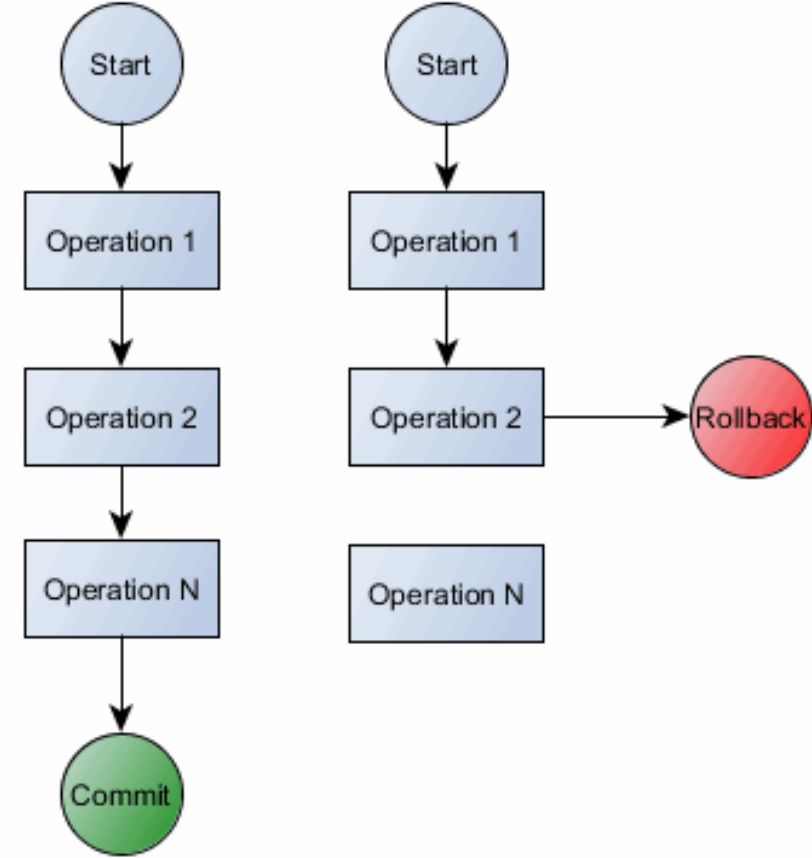 Start
Operation 1
Operation 2
Operation N
Commit
Start
Operation 1
Operation 2
Rollback
Operation N